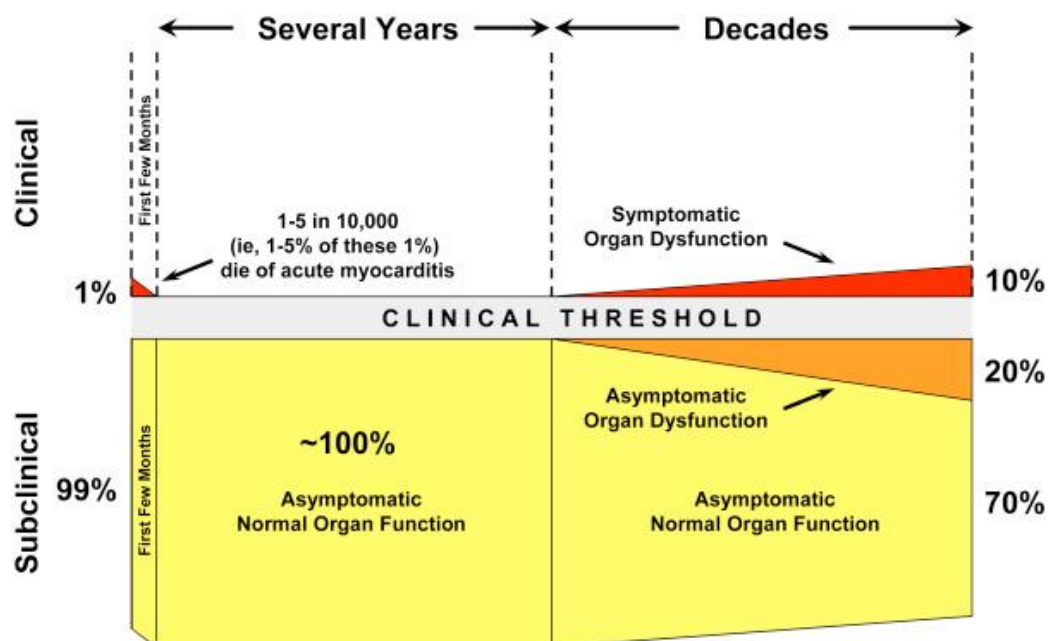 Several Years
Decades
Clinical
First Few Months
1-5 in 10,000
(ie, 1-5% of these 1%)
die of acute myocarditis
Symptomatic
Organ Dysfunction
1%
10%
CLINICAL THRESHOLD
Subclinical
99%
First Few Months
~100%
Asymptomatic
Normal Organ Function
Asymptomatic
Organ Dysfunction
20%
Asymptomatic
Normal Organ Function
70%